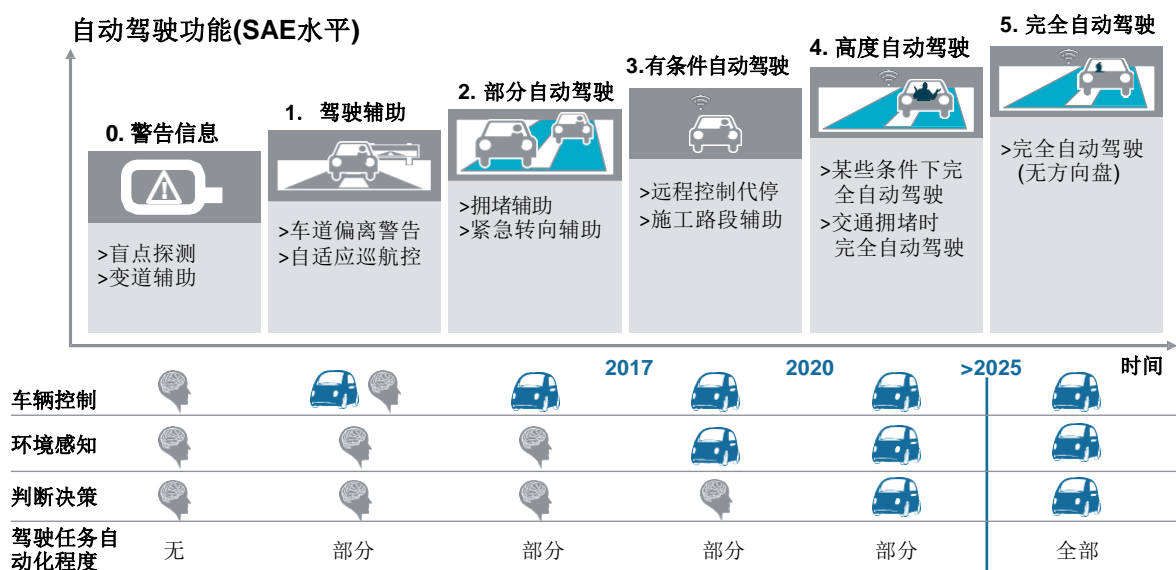 自动驾驶功能(SAE水平)
0. 警告信息
>盲点探测
>变道辅助
1. 驾驶辅助
>车道偏离警告
>自适应巡航控
2. 部分自动驾驶
>拥堵辅助
>紧急转向辅助
3.有条件自动驾驶
>远程控制代停
>施工路段辅助
4. 高度自动驾驶
>某些条件下完
全自动驾驶
>交通拥堵时
完全自动驾驶
5. 完全自动驾驶
>完全自动驾驶
(无方向盘)
2017 2020 >2025 时间
车辆控制
环境感知
判断决策
驾驶任务自
动化程度
无 部分 部分 部分 部分 全部